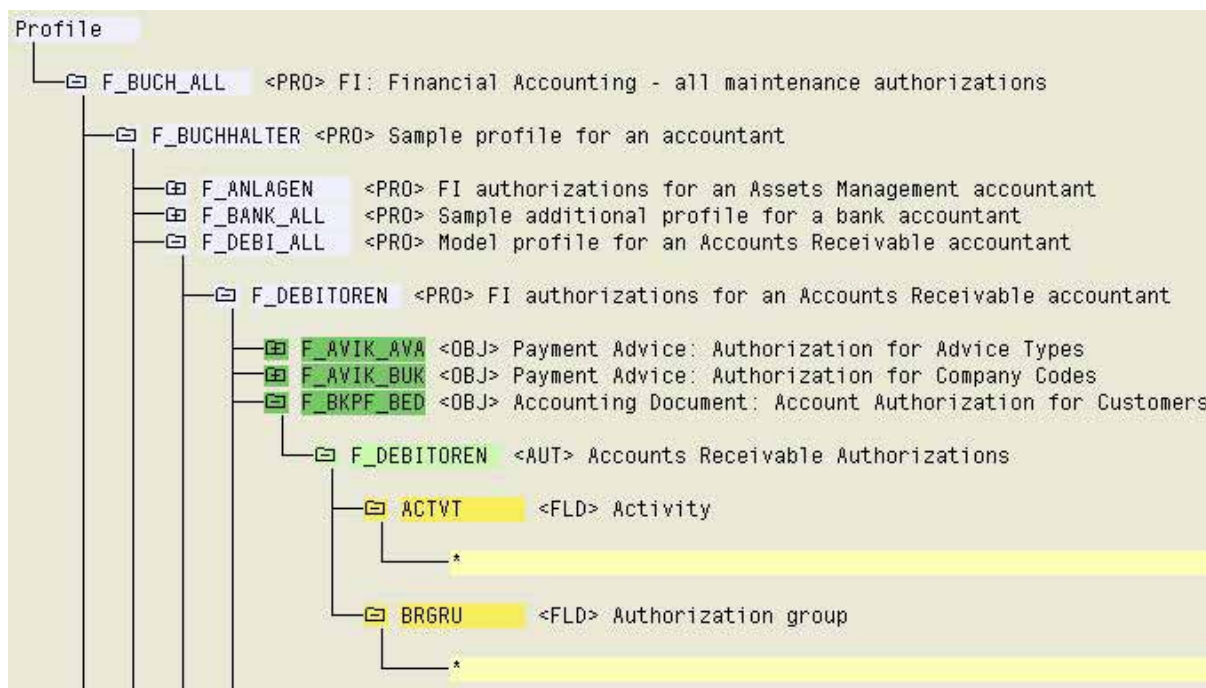 Profile
F_BUCH_ALL <PRO> FI: Financial Accounting - all maintenance authorizations
F_BUCHHALTER <PRO> Sample profile for an accountant
F_ANLAGEN <PRO> FI authorizations for an Assets Management accountant
F_BANK_ALL <PRO> Sample additional profile for a bank accountant
F_DEBI_ALL <PRO> Model profile for an Accounts Receivable accountant
F_DEBITOREN <PRO> FI authorizations for an Accounts Receivable accountant
F_AVIK_AVA <OBJ> Payment Advice: Authorization for Advice Types
F_AVIK_BUK <OBJ> Payment Advice: Authorization for Company Codes
F_BKPF_BED <OBJ> Accounting Document: Account Authorization for Customers
F_DEBITOREN <AUT> Accounts Receivable Authorizations
ACTVT <FLD> Activity
*
BRGRU <FLD> Authorization group
*